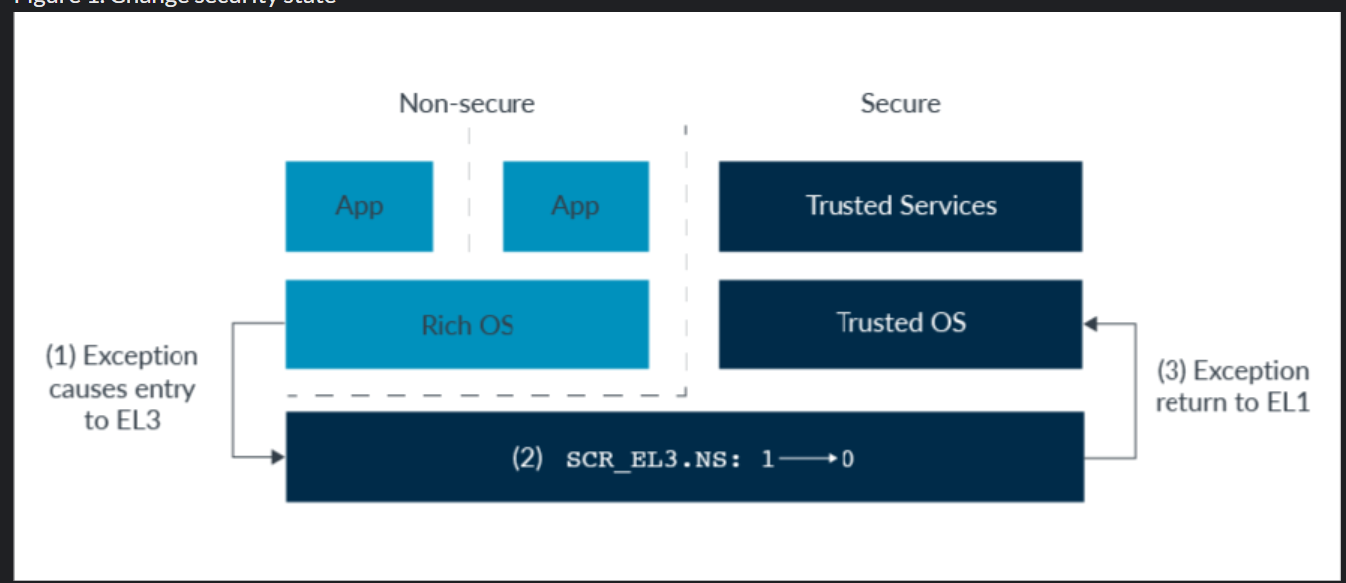 Figure 1. Change security state
Non-secure
Secure
App
App
Trusted Services
Rich OS
Trusted OS
(1) Exception
causes entry
to EL3
(3) Exception
return to EL1
(2) SCR_EL3.NS: 1⟶0